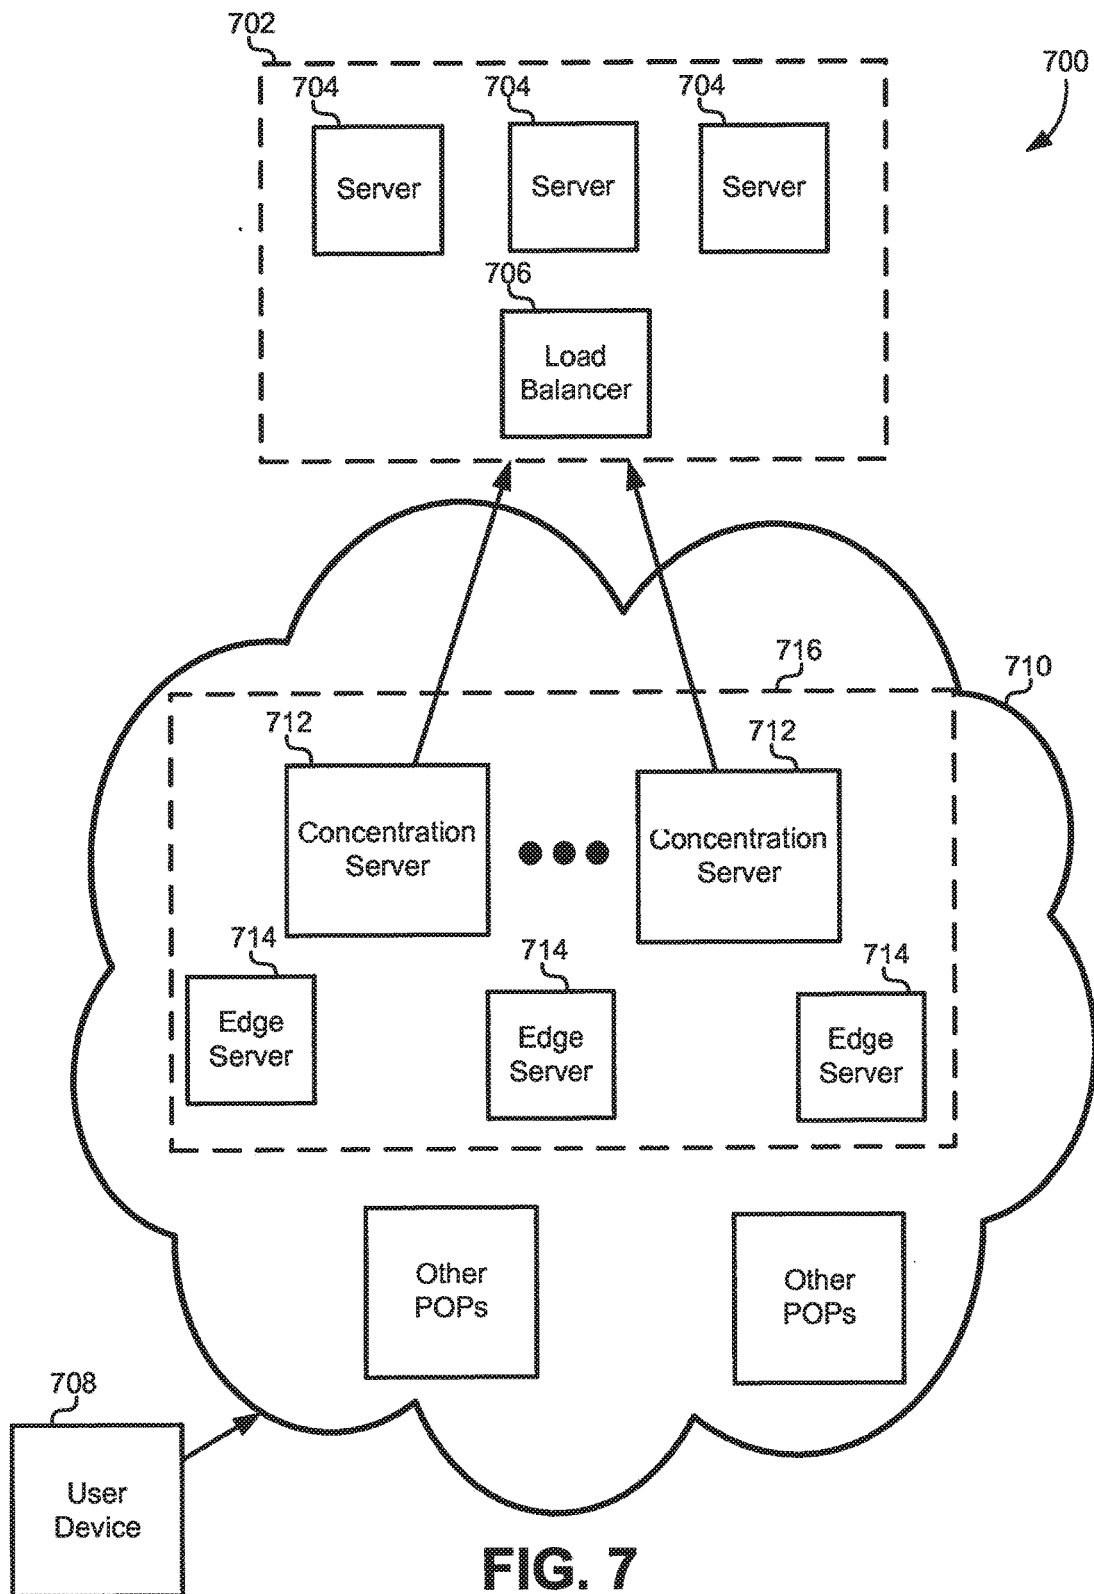 702
700
704
704
704
Server
Server
Server
706
Load
Balancer
716
710
712
712
Concentration
Server
Concentration
Server
714
714
714
Edge
Server
Edge
Server
Edge
Server
Other
POPs
Other
POPs
708
User
Device
FIG. 7